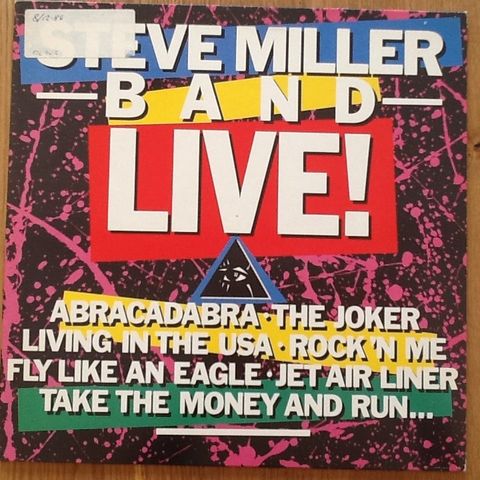 STEVE MILLER
BAND
LIVE!
ABRACADABRA · THE JOKER
LIVING IN THE USA · ROCK'N ME
FLY LIKE AN EAGLE · JET AIR LINER
TAKE THE MONEY AND RUN...